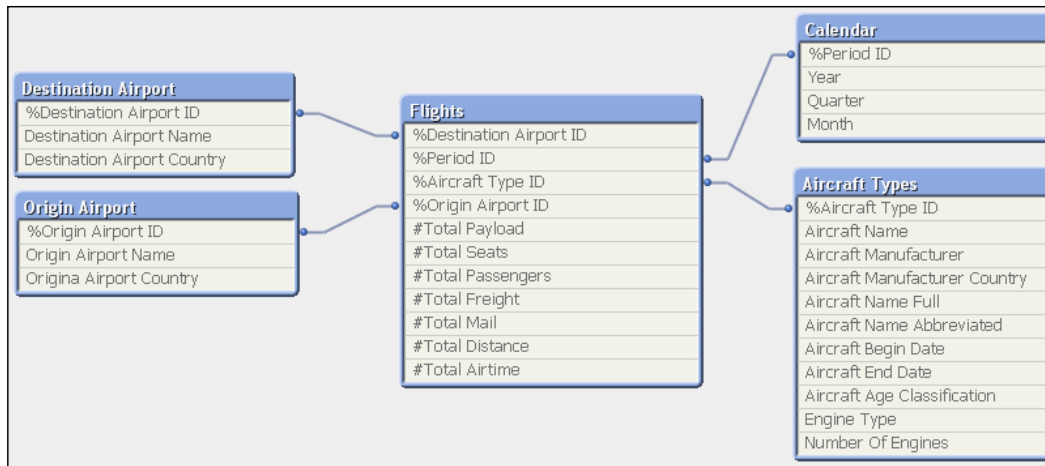 Destination Airport
%Destination Airport ID
Destination Airport Name
Destination Airport Country
Origin Airport
%Origin Airport ID
Origin Airport Name
Origina Airport Country
Flights
%Destination Airport ID
%Period ID
%Aircraft Type ID
%Origin Airport ID
#Total Payload
#Total Seats
#Total Passengers
#Total Freight
#Total Mail
#Total Distance
#Total Airtime
Calendar
%Period ID
Year
Quarter
Month
Aircraft Types
%Aircraft Type ID
Aircraft Name
Aircraft Manufacturer
Aircraft Manufacturer Country
Aircraft Name Full
Aircraft Name Abbreviated
Aircraft Begin Date
Aircraft End Date
Aircraft Age Classification
Engine Type
Number Of Engines